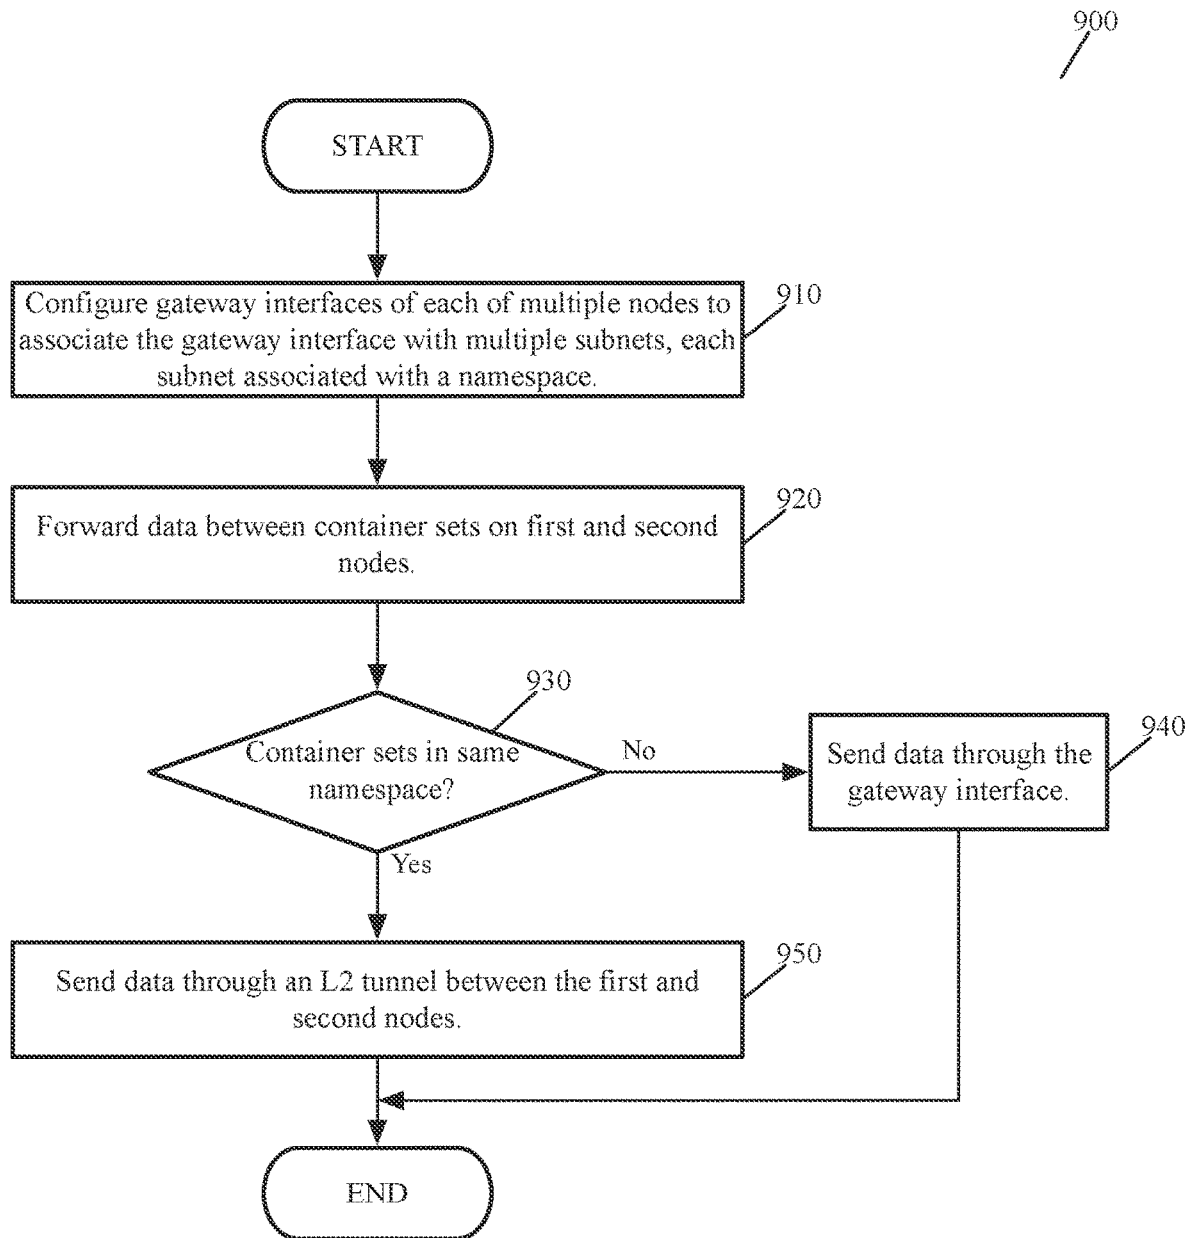 900
START
Configure gateway interfaces of each of multiple nodes to
associate the gateway interface with multiple subnets, each
subnet associated with a namespace.
910
Forward data between container sets on first and second
nodes.
920
930
Container sets in same
namespace?
No
Yes
Send data through the
gateway interface.
940
Send data through an L2 tunnel between the first and
second nodes.
950
END